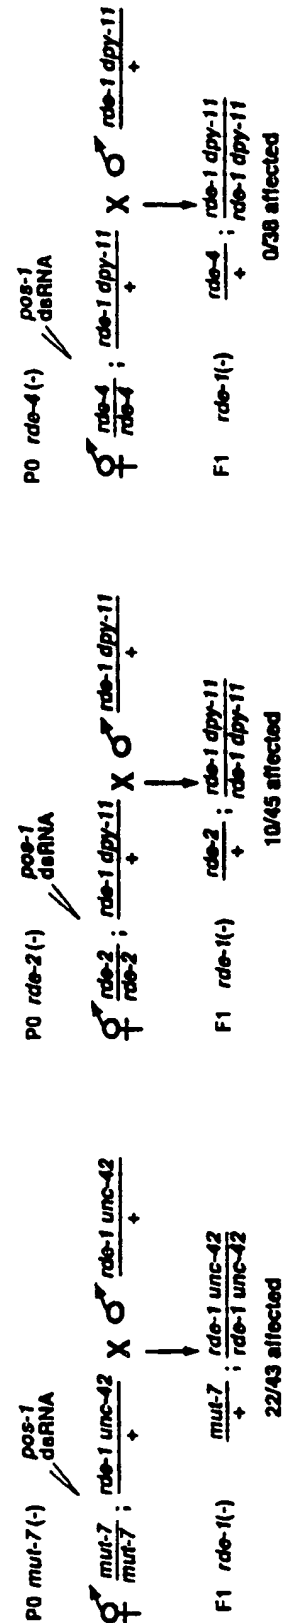 P0 mut-7(-)
pos-1
dsRNA
mut-7
mut-7
;
rde-1 unc-42
+
X
rde-1 unc-42
+
F1 rde-1(-)
mut-7
+
;
rde-1 unc-42
rde-1 unc-42
22/43 affected
P0 rde-2(-)
pos-1
dsRNA
rde-2
rde-2
;
rde-1 dpy-11
+
X
rde-1 dpy-11
+
F1 rde-1(-)
rde-2
+
;
rde-1 dpy-11
rde-1 dpy-11
10/45 affected
P0 rde-4(-)
pos-1
dsRNA
rde-4
rde-4
;
rde-1 dpy-11
+
X
rde-1 dpy-11
+
F1 rde-1(-)
rde-4
+
;
rde-1 dpy-11
rde-1 dpy-11
0/38 affected